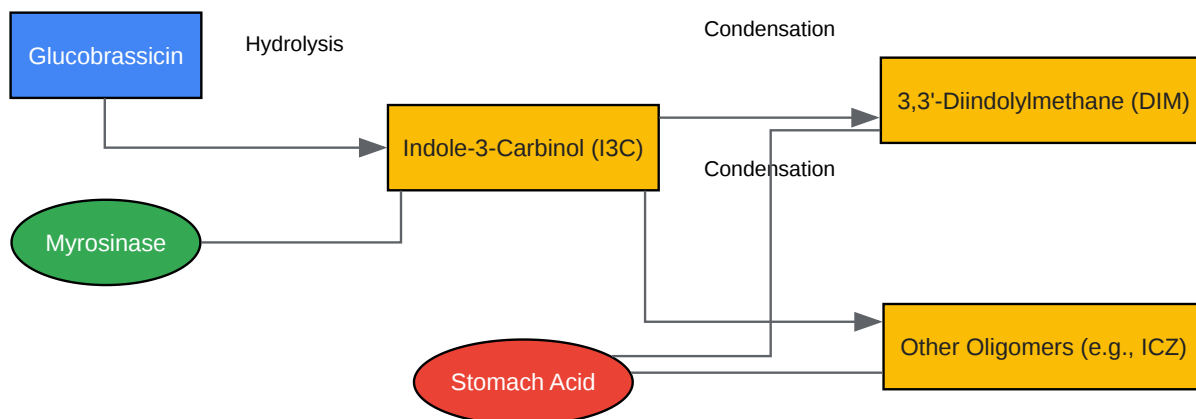 Glucobrassicin
Hydrolysis
Condensation
3,3'-Diindolylmethane (DIM)
Indole-3-Carbinol (I3C)
Condensation
Myrosinase
Other Oligomers (e.g., ICZ)
Stomach Acid